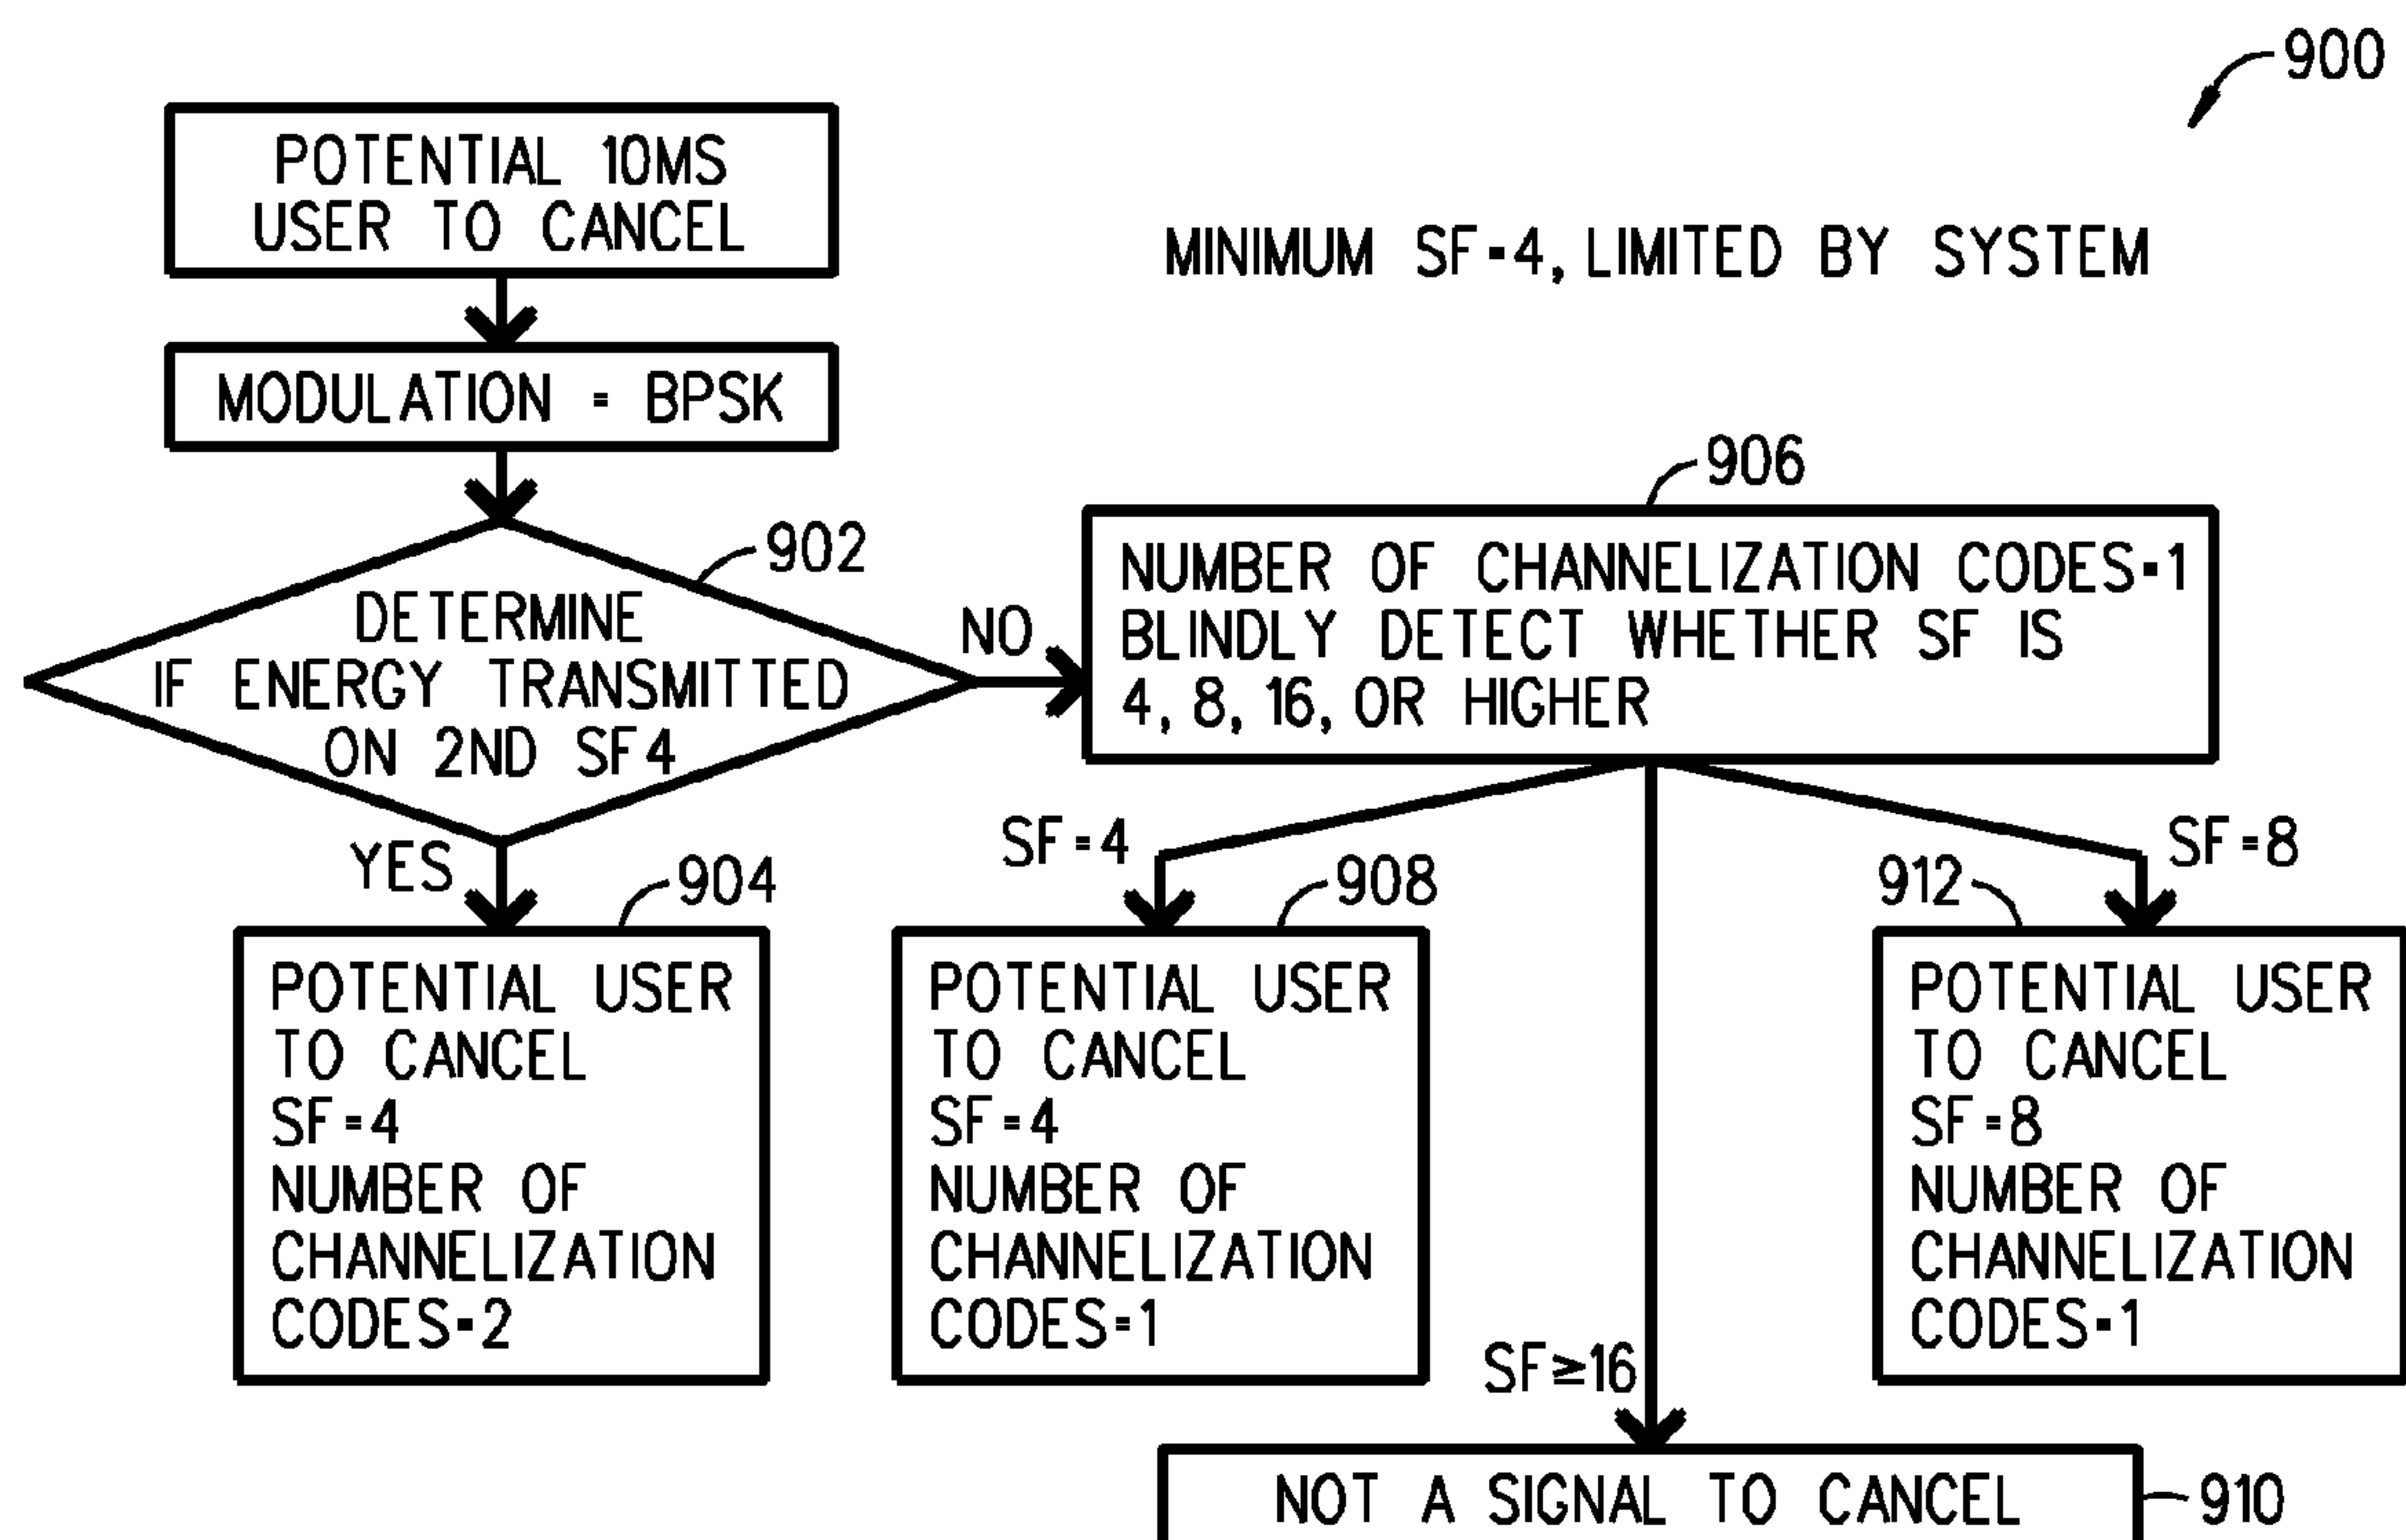 900
POTENTIAL 10MS
USER TO CANCEL
MINIMUM SF=4, LIMITED BY SYSTEM
MODULATION = BPSK
902
DETERMINE
IF ENERGY TRANSMITTED
ON 2ND SF4
NO
YES
906
NUMBER OF CHANNELIZATION CODES=1
BLINDLY DETECT WHETHER SF IS
4, 8, 16, OR HIGHER
SF=4
SF=8
904
POTENTIAL USER
TO CANCEL
SF=4
NUMBER OF
CHANNELIZATION
CODES=2
908
POTENTIAL USER
TO CANCEL
SF=4
NUMBER OF
CHANNELIZATION
CODES=1
912
POTENTIAL USER
TO CANCEL
SF=8
NUMBER OF
CHANNELIZATION
CODES=1
SF≥16
NOT A SIGNAL TO CANCEL
910